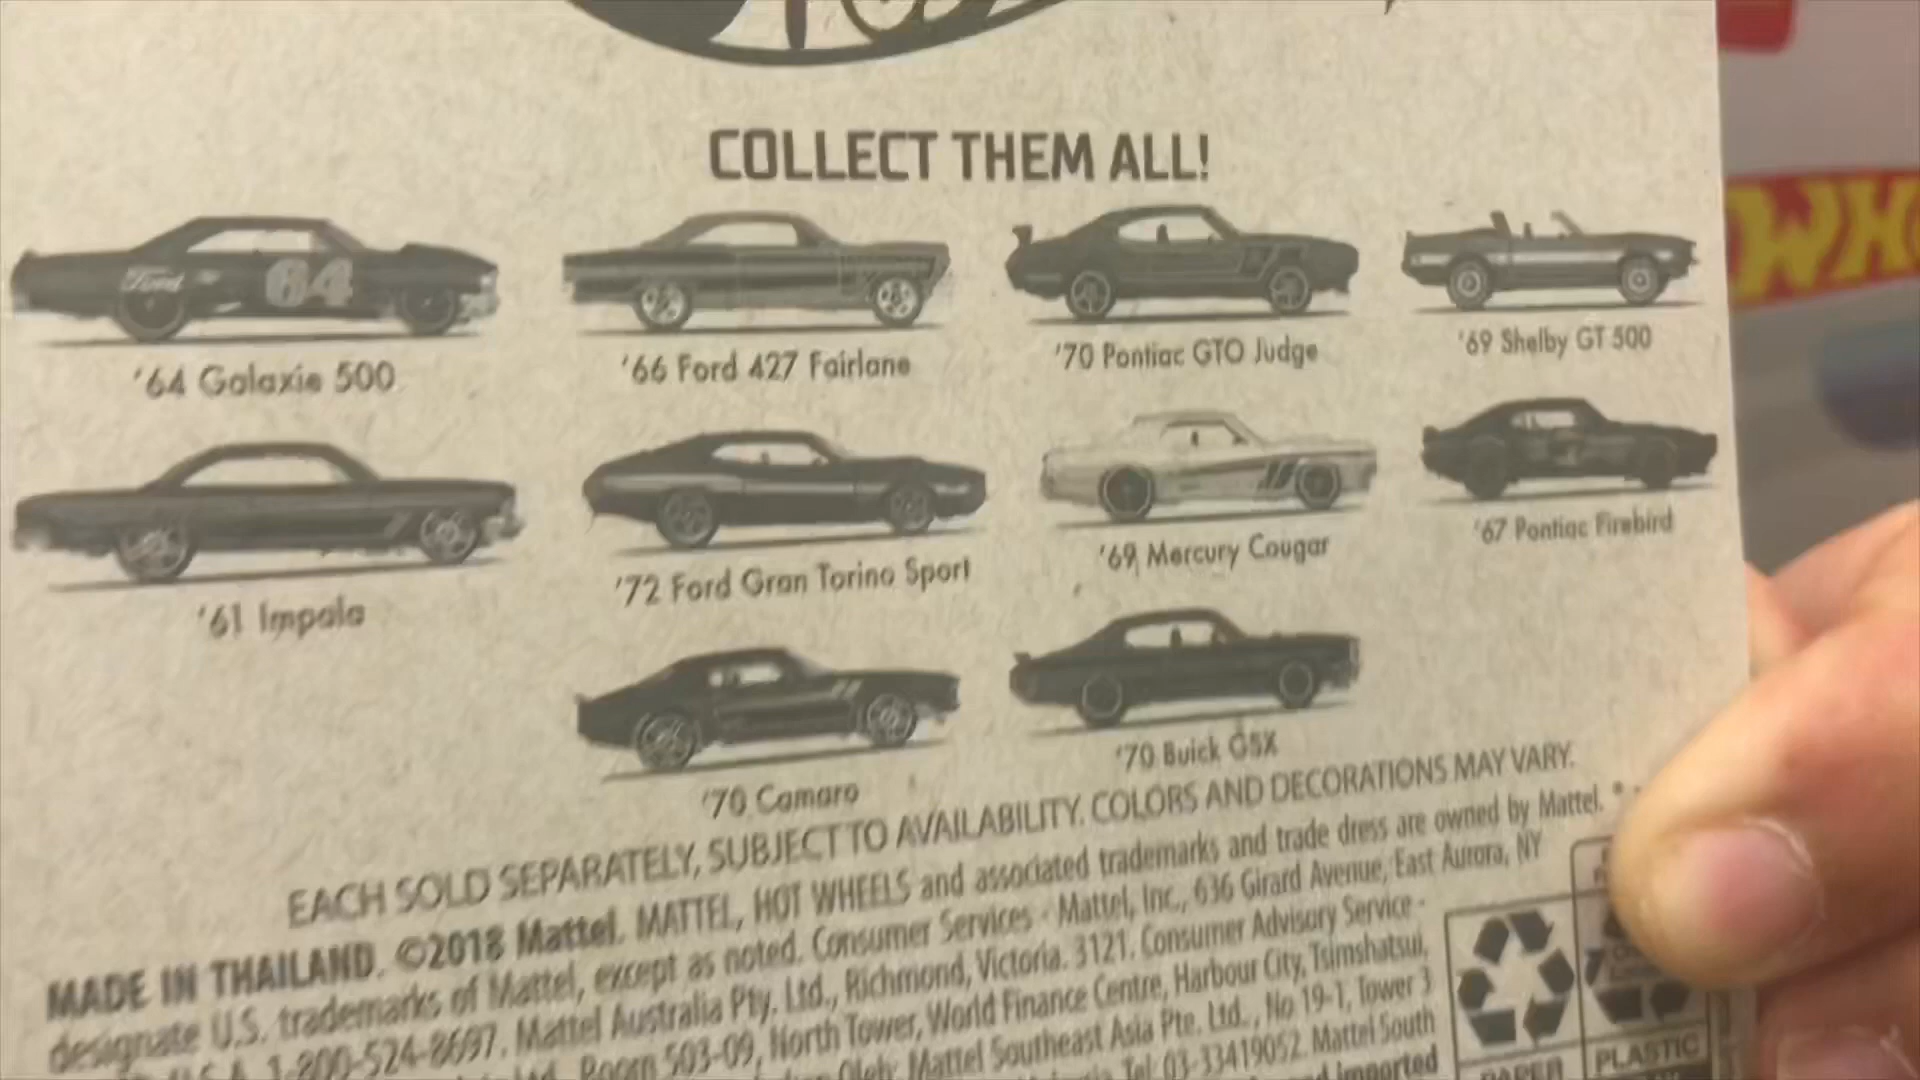 COLLECT THEM ALL!
Ford 64
'64 Galaxie 500
'66 Ford 427 Fairlane
'70 Pontiac GTO Judge
'69 Shelby GT 500
'61 Impala
'72 Ford Gran Torino Sport
'69 Mercury Cougar
'67 Pontiac Firebird
'70 Camaro
'70 Buick GSX
EACH SOLD SEPARATELY, SUBJECT TO AVAILABILITY. COLORS AND DECORATIONS MAY VARY.
MADE IN THAILAND. ©2018 Mattel. MATTEL, HOT WHEELS and associated trademarks and trade dress are owned by Mattel.
designate U.S. trademarks of Mattel, except as noted. Consumer Services - Mattel, Inc., 636 Girard Avenue, East Aurora, NY
U.S.A. 1-800-524-8697. Mattel Australia Pty. Ltd., Richmond, Victoria. 3121. Consumer Advisory Service -
Room 503-09, North Tower, World Finance Centre, Harbour City, Tsimshatsui,
Oleh: Mattel Southeast Asia Pte. Ltd., No 19-1, Tower 3
Tel: 03-33419052. Mattel South
imported
PAPER
PLASTIC
WH